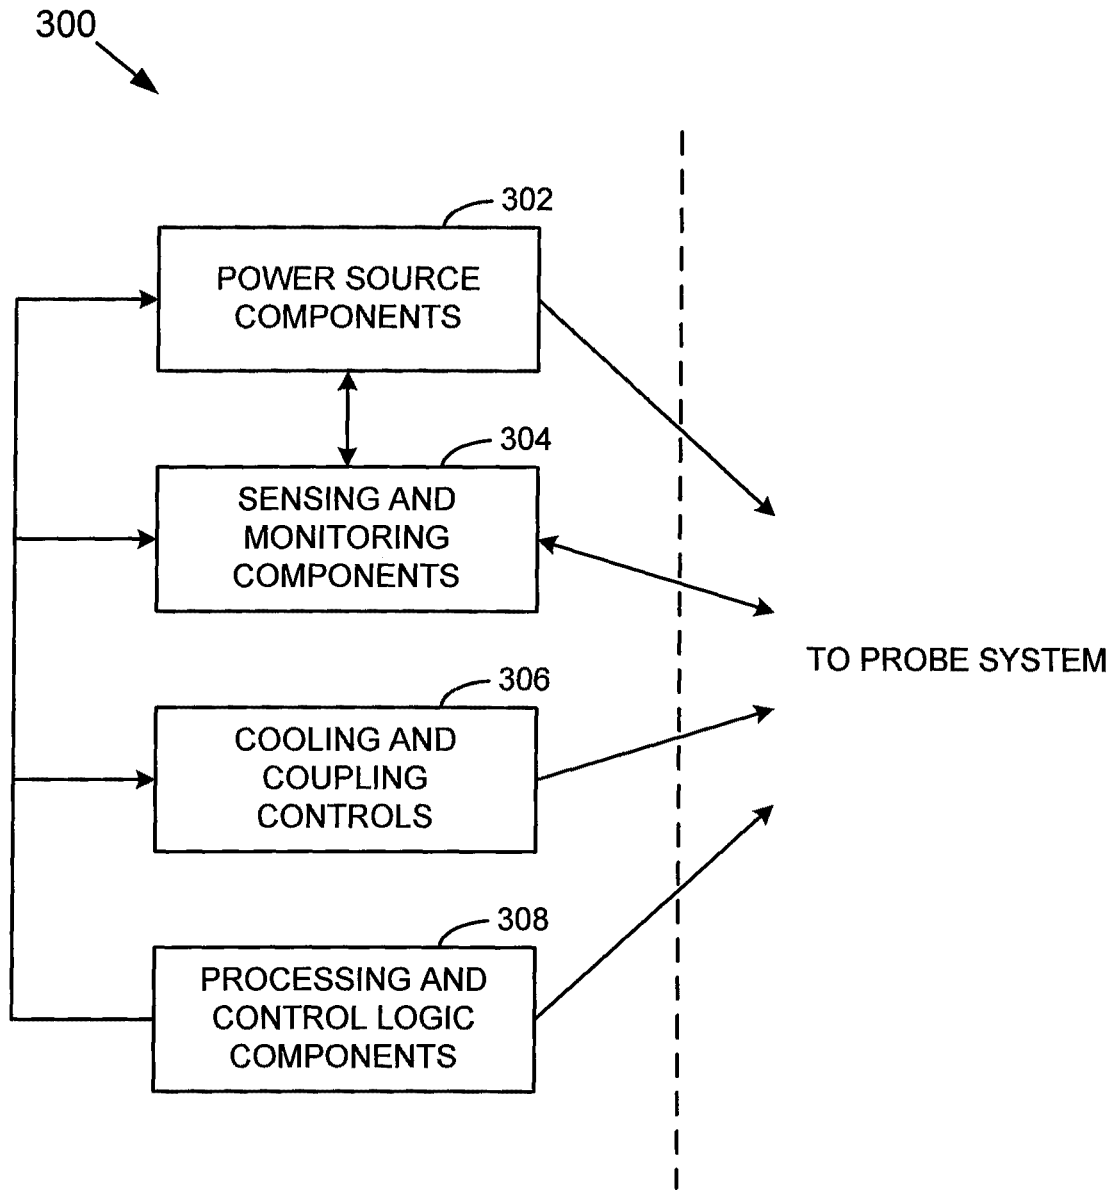 300
302
POWER SOURCE
COMPONENTS
304
SENSING AND
MONITORING
COMPONENTS
TO PROBE SYSTEM
306
COOLING AND
COUPLING
CONTROLS
308
PROCESSING AND
CONTROL LOGIC
COMPONENTS